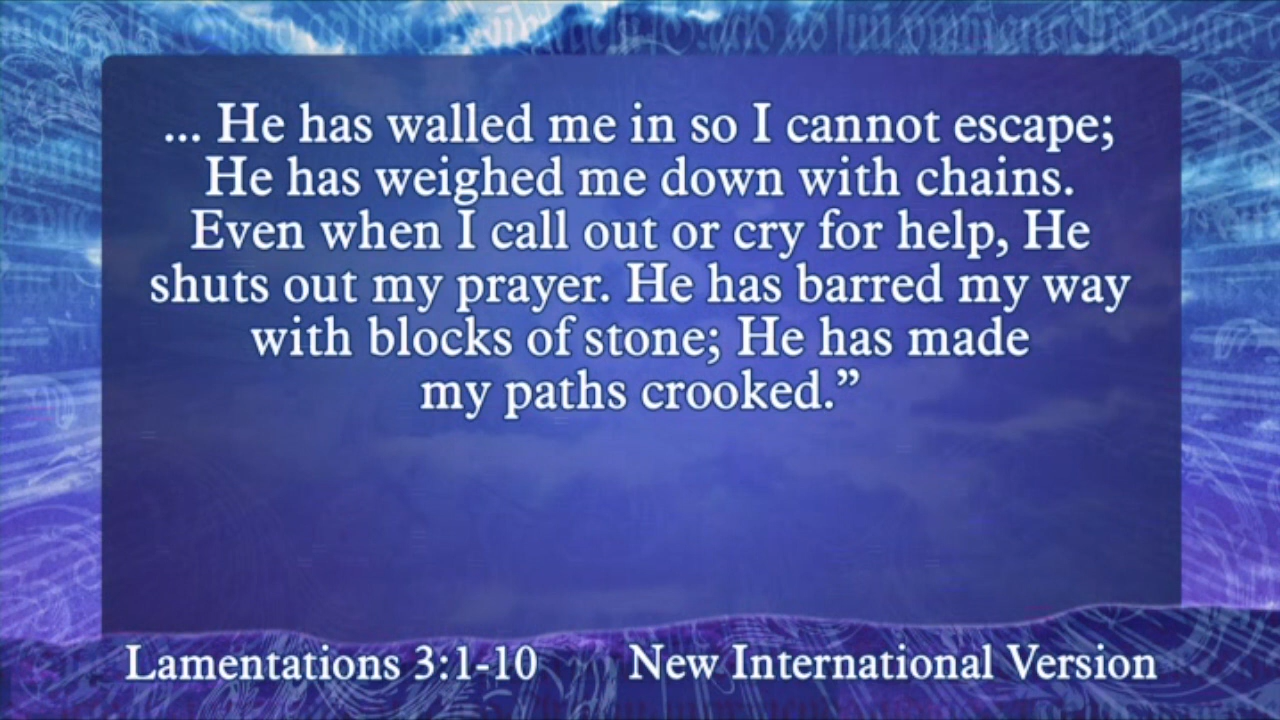 ... He has walled me in so I cannot escape;
He has weighed me down with chains.
Even when I call out or cry for help, He
shuts out my prayer. He has barred my way
with blocks of stone; He has made
my paths crooked.”
Lamentations 3:1-10 New International Version